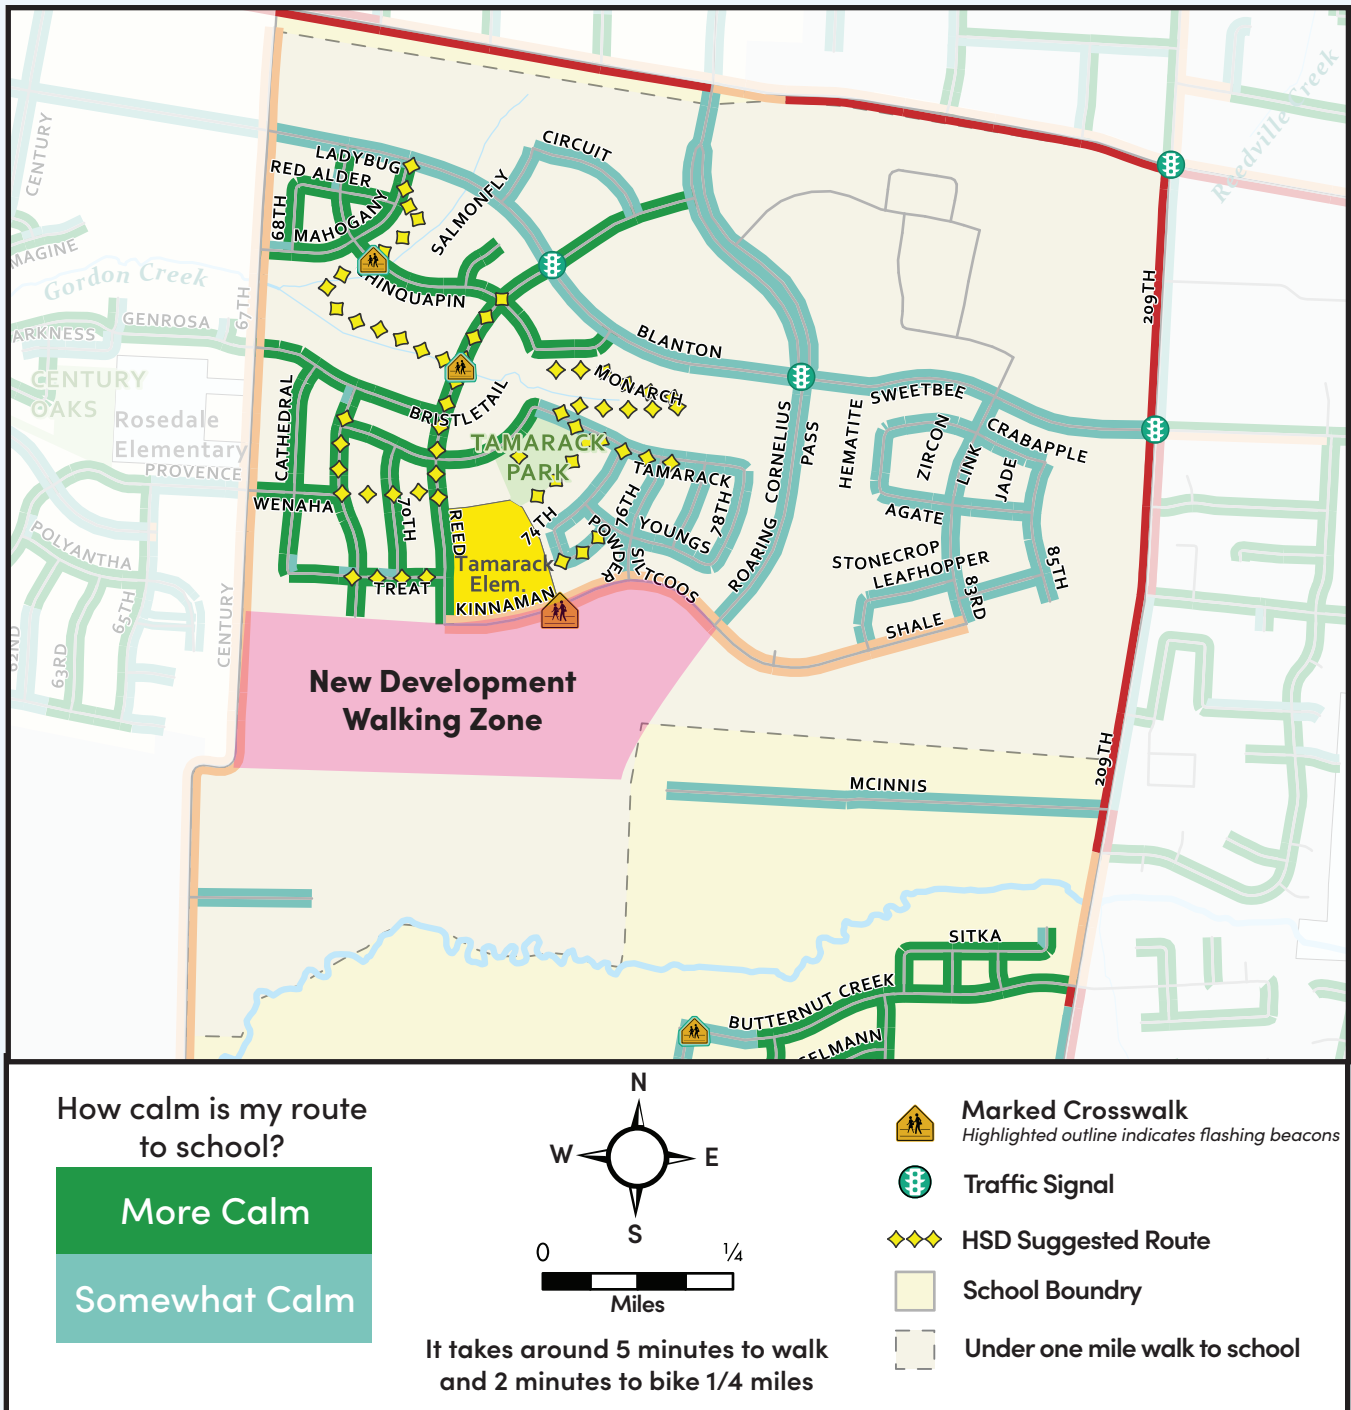 CENTURY
Reedville Creek
CIRCUIT
LADYBUG
RED ALDER
SALMONFLY
68TH
MAHOGANY
MAGINE
Gordon Creek
HINQUAPIN
67TH
209TH
GENROSA
ARKNESS
BLANTON
CENTURY
OAKS
Rosedale
Elementary
PROVENCE
CATHEDRAL
BRISTLETAIL
MONARCH
SWEETBEE
HEMATITE
ZIRCON
LINK
JADE
CRABAPPLE
TAMARACK
PARK
TAMARACK
ROARING CORNELIUS
PASS
WENAHA
70TH
REED
74TH
76TH
78TH
YOUNGS
POWDER
SILTCOOS
AGATE
STONECROP
LEAFHOPPER
83RD
85TH
SHALE
POLYANTHA
65TH
63RD
62ND
CENTURY
TREAT
Tamarack
Elem.
KINNAMAN
New Development
Walking Zone
209TH
MCINNIS
SITKA
BUTTERNUT CREEK
SELMANN
How calm is my route
to school?
More Calm
Somewhat Calm
N
W
E
S
0
¼
Miles
It takes around 5 minutes to walk
and 2 minutes to bike 1/4 miles
Marked Crosswalk
Highlighted outline indicates flashing beacons
Traffic Signal
HSD Suggested Route
School Boundry
Under one mile walk to school